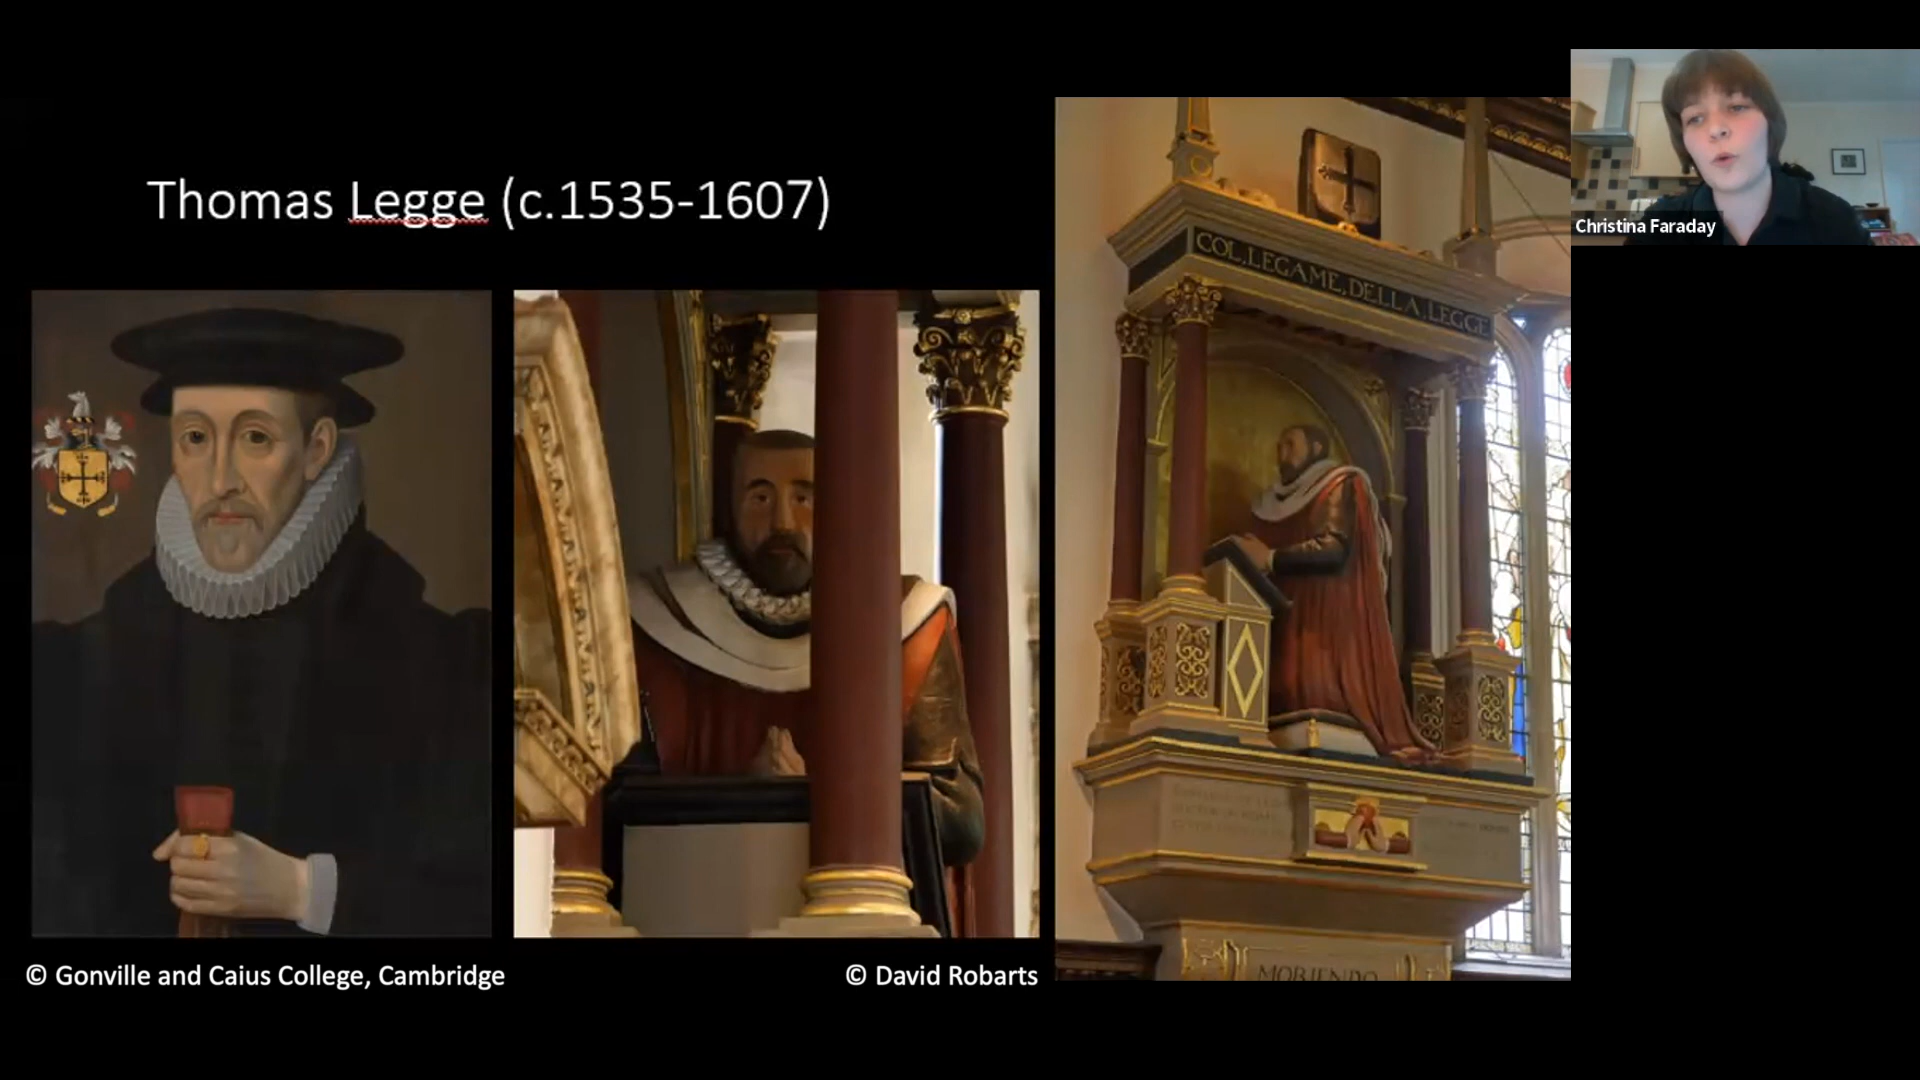 Thomas Legge (c.1535-1607)
COL,LEGAME,DELLA,LEGGE
MORIENDO
© Gonville and Caius College, Cambridge
© David Robarts
Christina Faraday